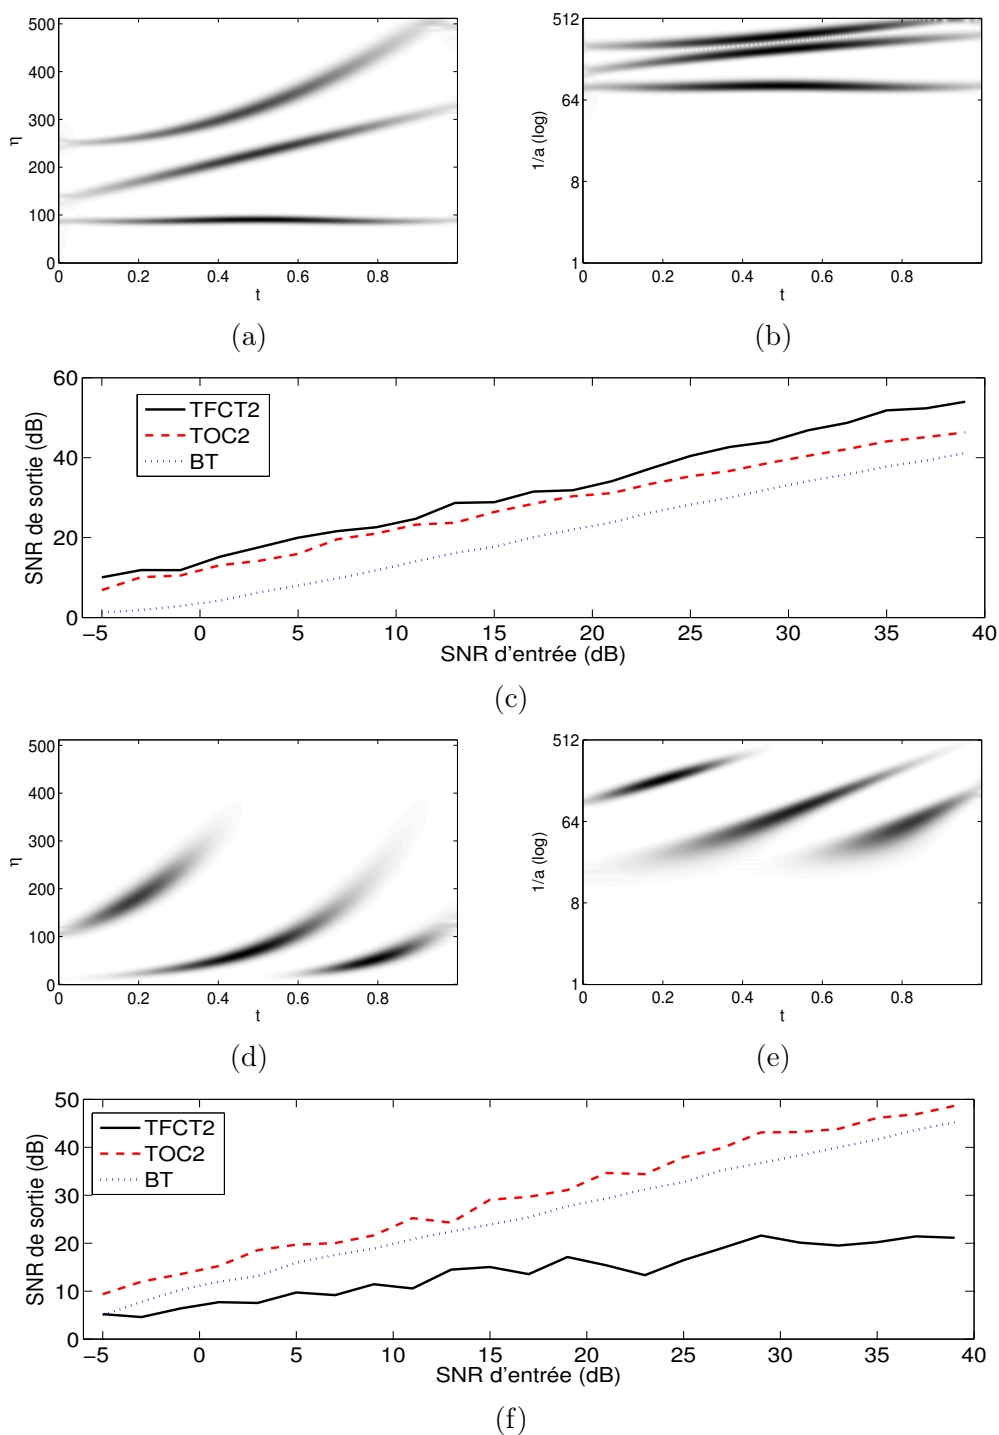 500
400
300
200
100
0
η
0
0.2
0.4
0.6
0.8
t
(a)
512
64
8
1
1/a (log)
0
0.2
0.4
0.6
0.8
t
(b)
60
40
20
0
SNR de sortie (dB)
TFCT2
TOC2
BT
−5
0
5
10
15
20
25
30
35
40
SNR d'entrée (dB)
(c)
500
400
300
200
100
0
η
0
0.2
0.4
0.6
0.8
t
(d)
512
64
8
1
1/a (log)
0
0.2
0.4
0.6
0.8
t
(e)
50
40
30
20
10
0
SNR de sortie (dB)
TFCT2
TOC2
BT
−5
0
5
10
15
20
25
30
35
40
SNR d'entrée (dB)
(f)